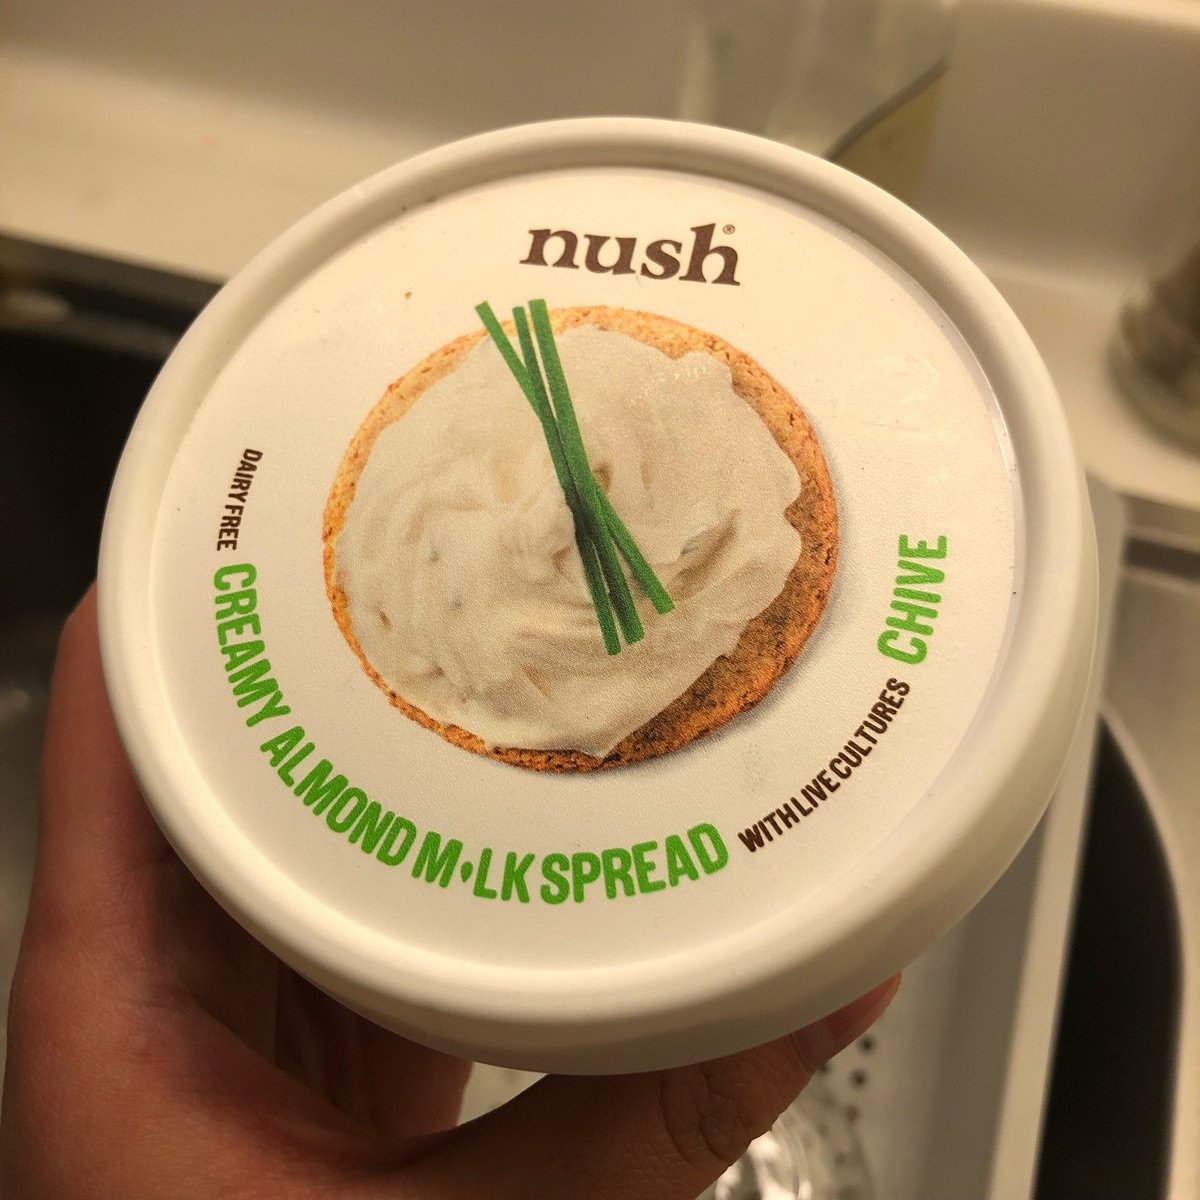 nush®
DAIRY FREE CREAMY ALMOND M•LK SPREAD WITH LIVE CULTURES CHIVE